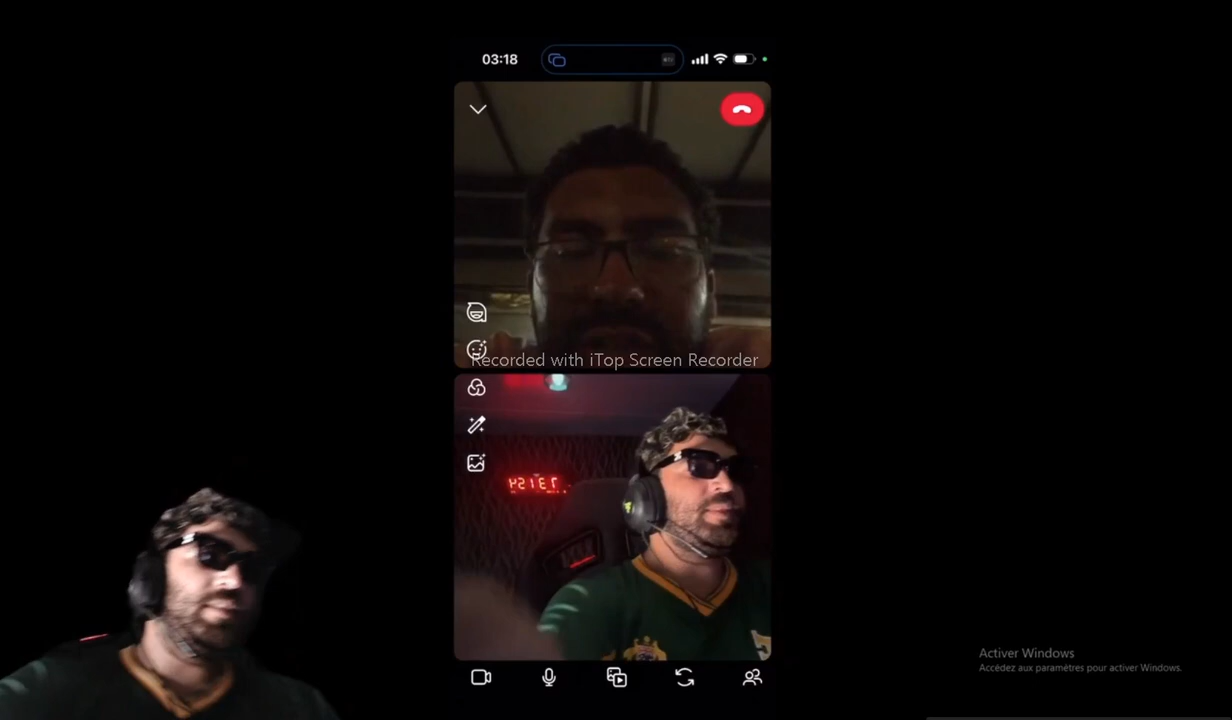 03:18
Recorded with iTop Screen Recorder
Activer Windows
Accédez aux paramètres pour activer Windows.